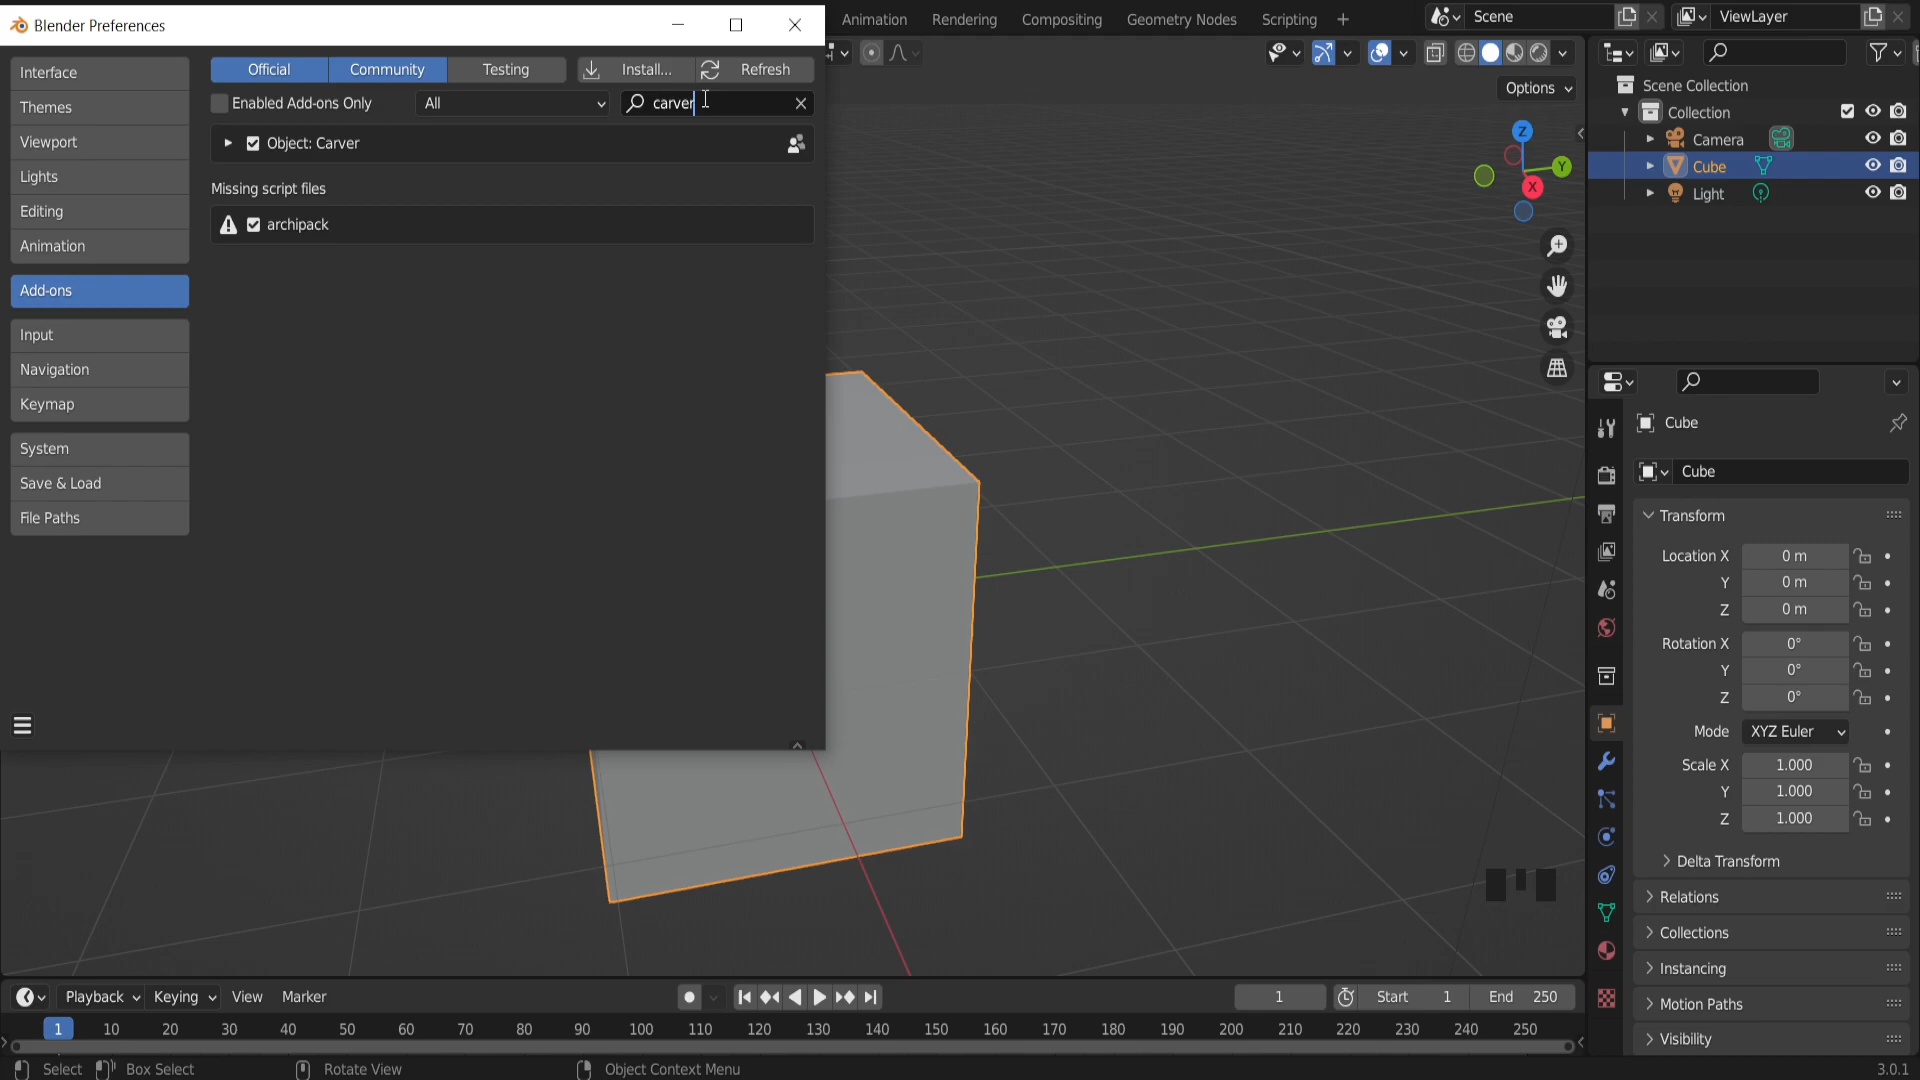 Blender Preferences
Animation Rendering Compositing Geometry Nodes Scripting
Scene
ViewLayer
Interface
Themes
Viewport
Lights
Editing
Animation
Add-ons
Input
Navigation
Keymap
System
Save & Load
File Paths
Official Community Testing Install... Refresh
Enabled Add-ons Only All carver
Object: Carver
Missing script files
archipack
Options
Z
Y
X
Scene Collection
Collection
Camera
Cube
Light
Cube
Cube
Transform
Location X 0 m
Y 0 m
Z 0 m
Rotation X 0°
Y 0°
Z 0°
Mode XYZ Euler
Scale X 1.000
Y 1.000
Z 1.000
Delta Transform
Relations
Collections
Instancing
Motion Paths
Visibility
Playback Keying View Marker 1 Start 1 End 250
1 10 20 30 40 50 60 70 80 90 100 110 120 130 140 150 160 170 180 190 200 210 220 230 240 250
Select Box Select Rotate View Object Context Menu 3.0.1